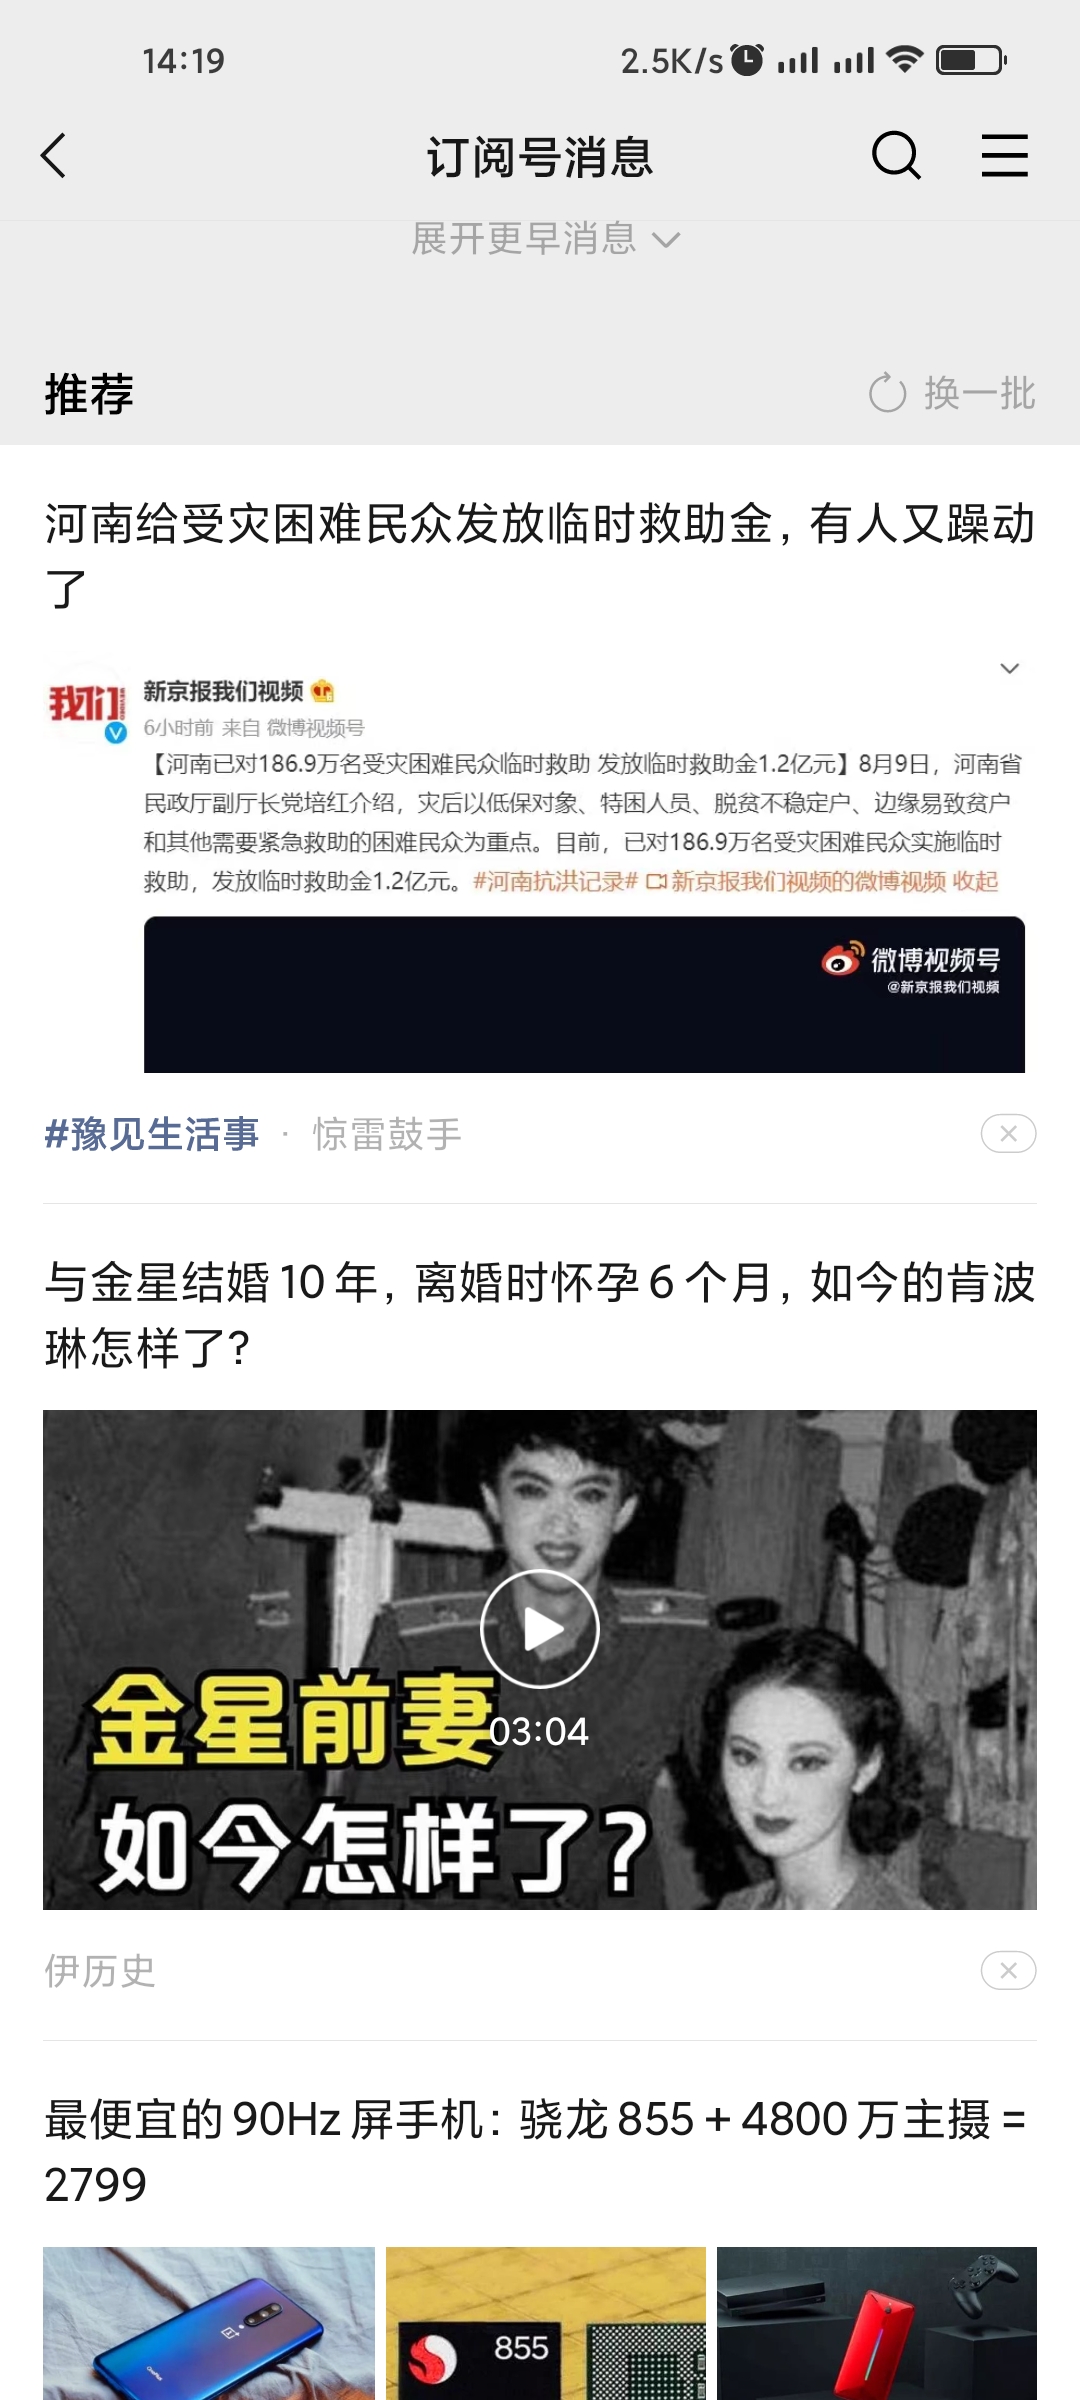 14:19
2.5K/s
订阅号消息
展开更早消息
推荐
换一批
河南给受灾困难民众发放临时救助金，有人又躁动
了
我们
新京报我们视频
6小时前 来自 微博视频号
【河南已对186.9万名受灾困难民众临时救助 发放临时救助金1.2亿元】8月9日，河南省
民政厅副厅长党培红介绍，灾后以低保对象、特困人员、脱贫不稳定户、边缘易致贫户
和其他需要紧急救助的困难民众为重点。目前，已对186.9万名受灾困难民众实施临时
救助，发放临时救助金1.2亿元。#河南抗洪记录# 新京报我们视频的微博视频 收起
微博视频号
@新京报我们视频
#豫见生活事 · 惊雷鼓手
与金星结婚10年，离婚时怀孕6个月，如今的肯波
琳怎样了？
金星前妻
03:04
如今怎样了？
伊历史
最便宜的90Hz屏手机：骁龙855+4800万主摄=
2799
855